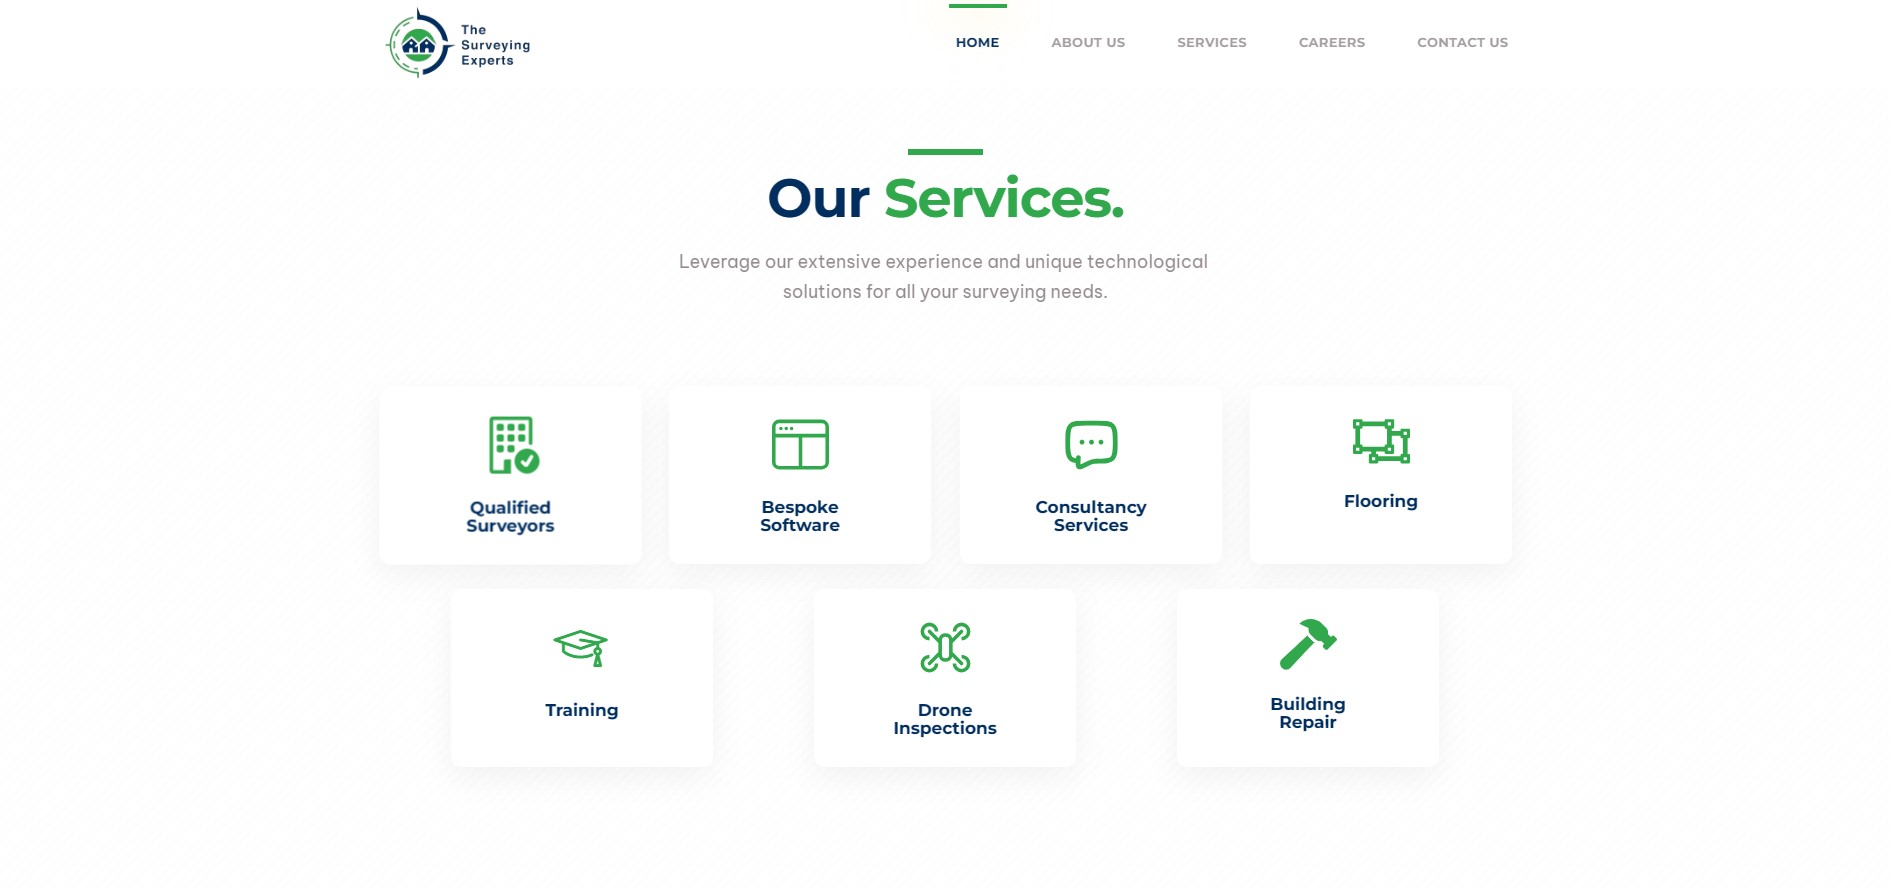 The
Surveying
Experts
HOME
ABOUT US
SERVICES
CAREERS
CONTACT US
Our Services.
Leverage our extensive experience and unique technological
solutions for all your surveying needs.
Qualified
Surveyors
Bespoke
Software
Consultancy
Services
Flooring
Training
Drone
Inspections
Building
Repair